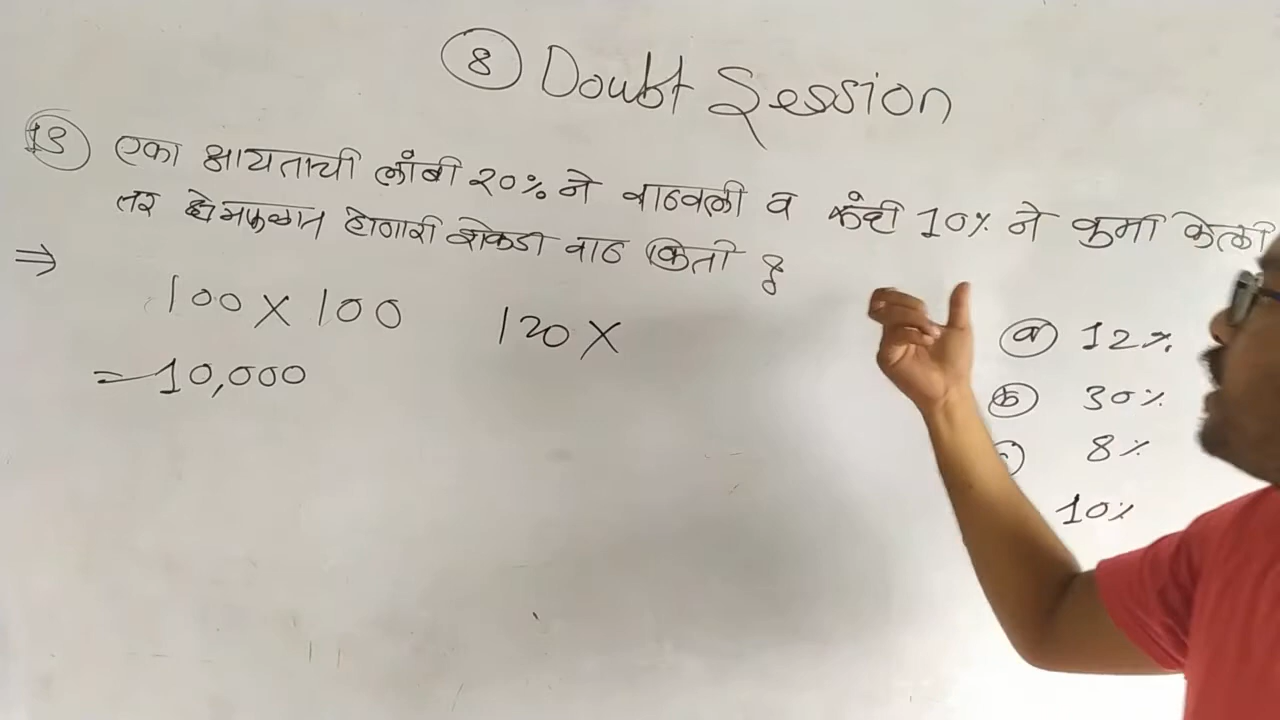 8 Doubt Session
13 एका आयताची लांबी 20% ने वाढवली व रुंदी 10% ने कमी केली
तर क्षेत्रफळात होणारी शेकडा वाढ किती ?
⇒
100 X 100 120 X
= 10,000
a 12%
b 30%
8%
10%